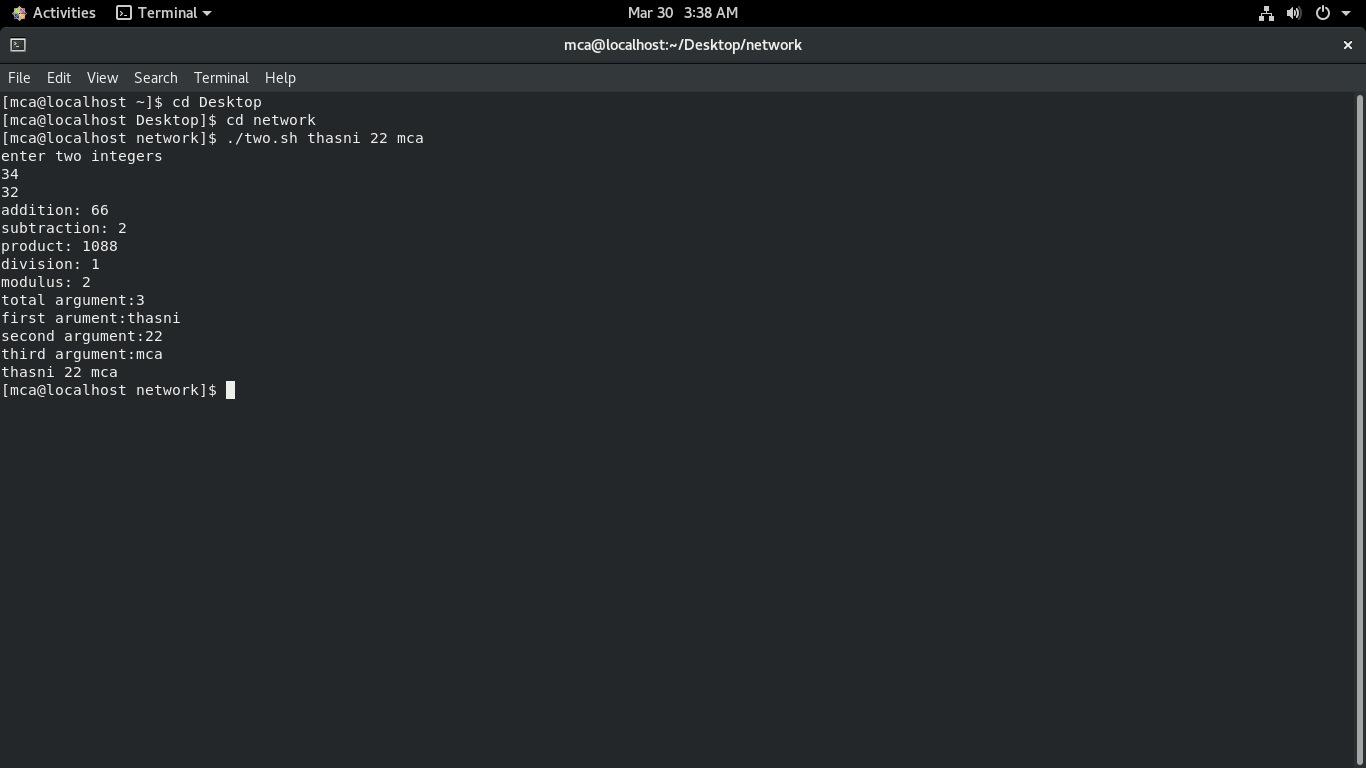 Activities Terminal Mar 30 3:38 AM
mca@localhost:~/Desktop/network
File Edit View Search Terminal Help
[mca@localhost ~]$ cd Desktop
[mca@localhost Desktop]$ cd network
[mca@localhost network]$ ./two.sh thasni 22 mca
enter two integers
34
32
addition: 66
subtraction: 2
product: 1088
division: 1
modulus: 2
total argument:3
first arument:thasni
second argument:22
third argument:mca
thasni 22 mca
[mca@localhost network]$